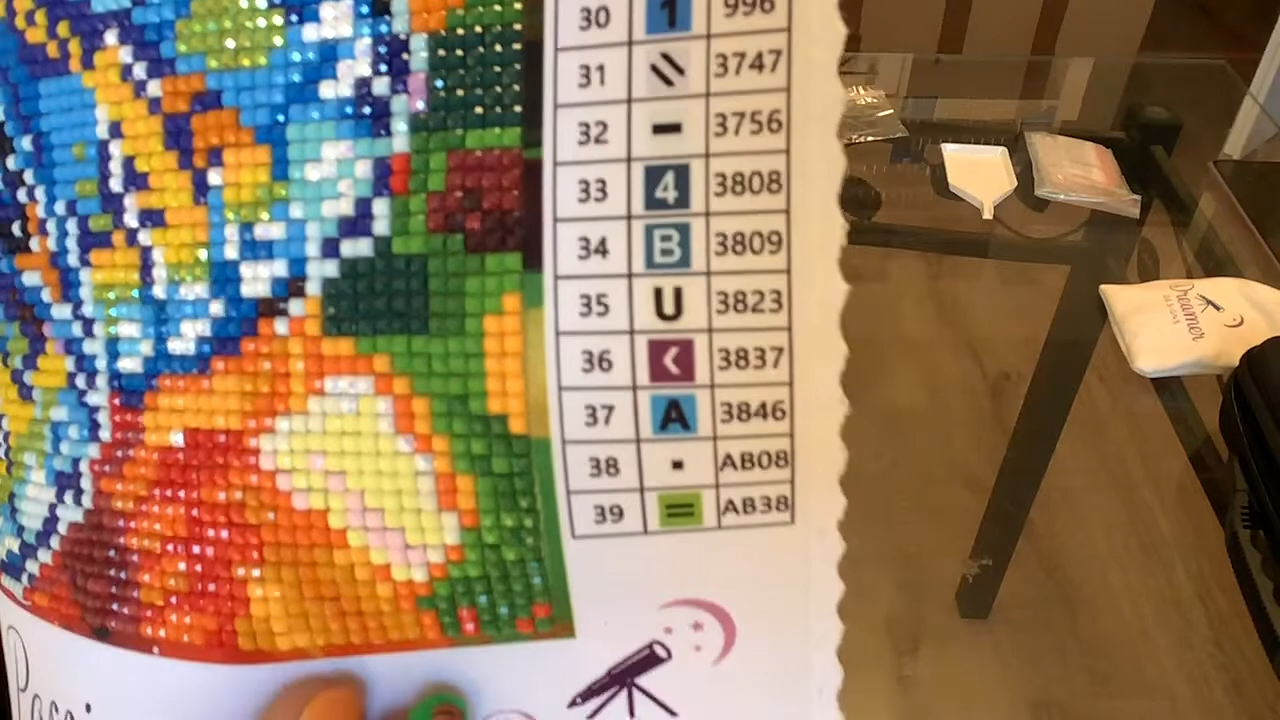 30 1 996
31 3747
32 3756
33 4 3808
34 B 3809
35 U 3823
36 3837
37 A 3846
38 AB08
39 = AB38
Dreamer
DESIGNS